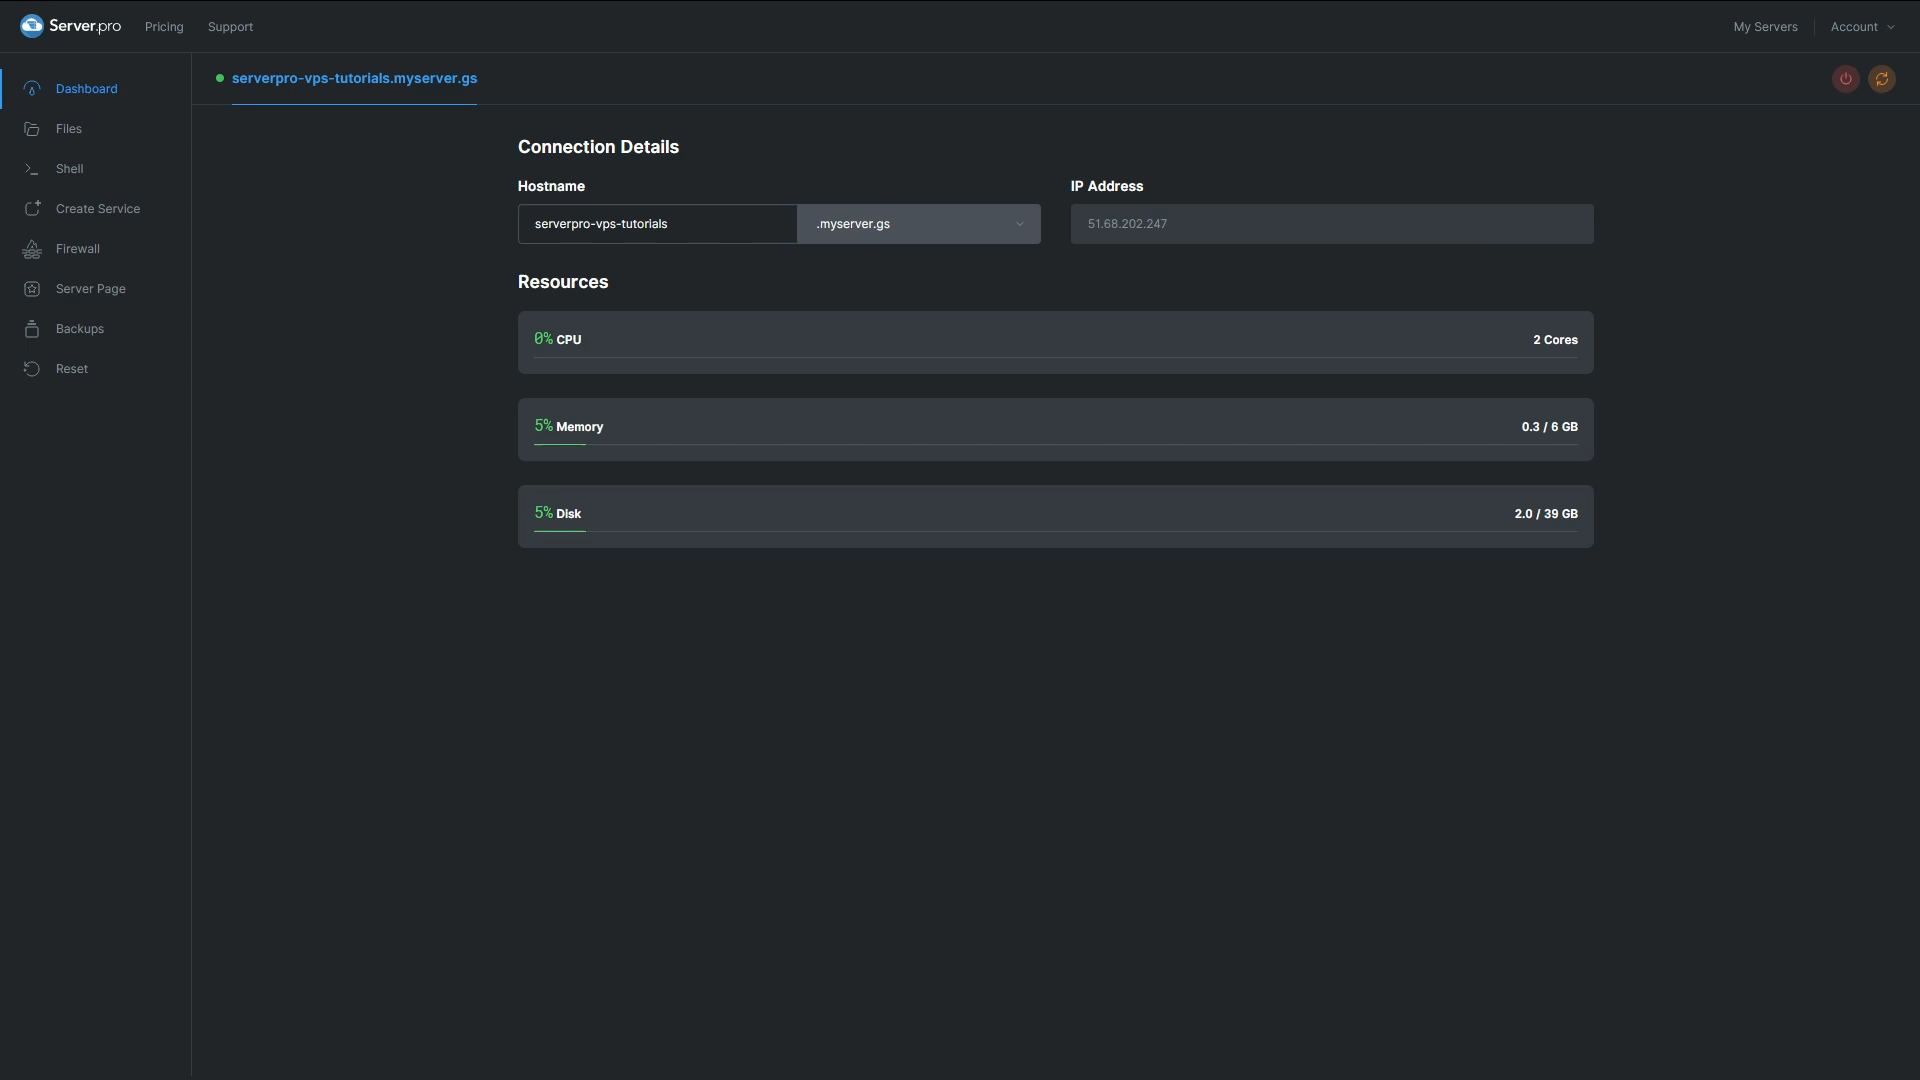 Server.pro
Pricing
Support
My Servers
Account
Dashboard
Files
Shell
Create Service
Firewall
Server Page
Backups
Reset
serverpro-vps-tutorials.myserver.gs
Connection Details
Hostname
IP Address
serverpro-vps-tutorials
.myserver.gs
51.68.202.247
Resources
0% CPU
2 Cores
5% Memory
0.3 / 6 GB
5% Disk
2.0 / 39 GB